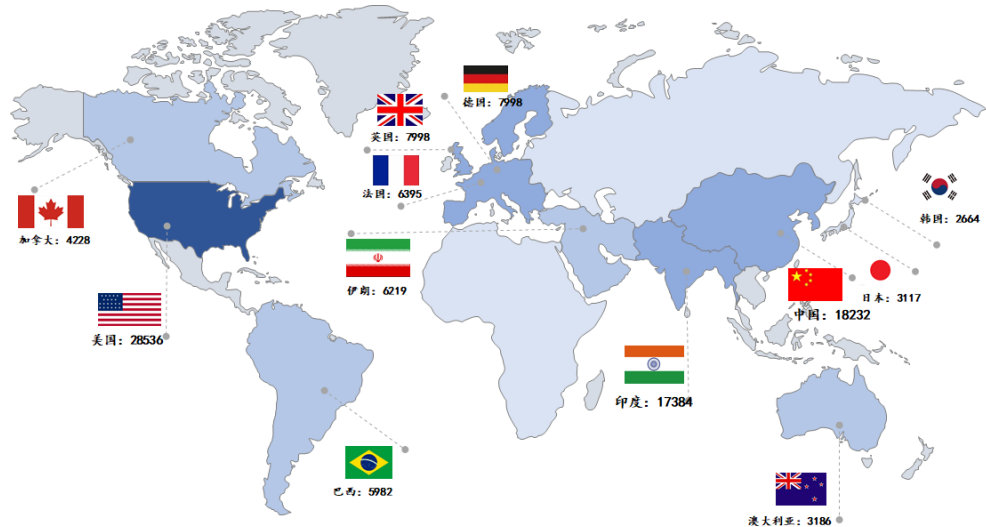 德国：7998
英国：7998
法国：6395
加拿大：4228
韩国：2664
伊朗：6219
日本：3117
中国：18232
美国：28536
印度：17384
巴西：5982
澳大利亚：3186